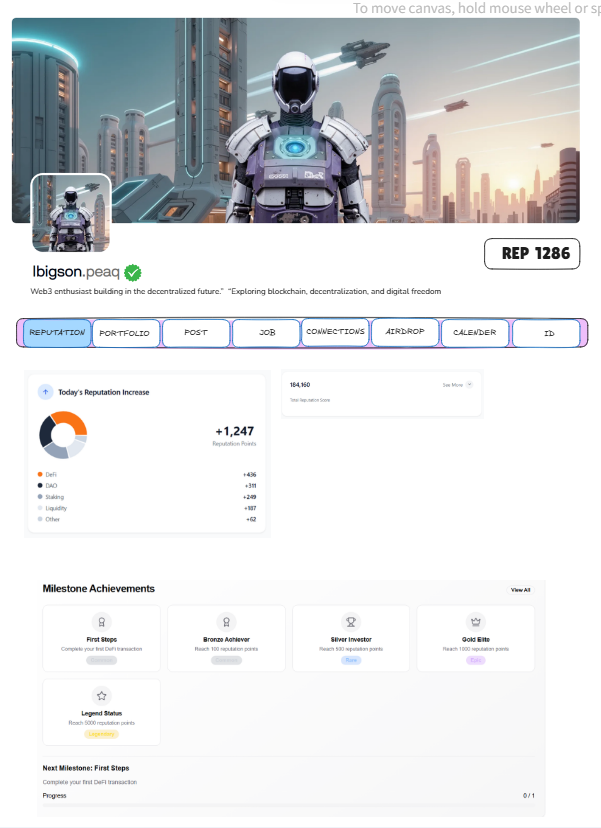 To move canvas, hold mouse wheel or sp
REP 1286
lbigson.peaq
Web3 enthusiast building in the decentralized future." "Exploring blockchain, decentralization, and digital freedom
REPUTATION PORTFOLIO POST JOB CONNECTIONS AIRDROP CALENDER ID
Today's Reputation Increase
+1,247
Reputation Points
DeFi +436
DAO +311
Staking +249
Liquidity +187
Other +62
184,160 See More
Total Reputation Score
Milestone Achievements View All
First Steps
Complete your first DeFi transaction
Bronze Achiever
Reach 100 reputation points
Silver Investor
Reach 500 reputation points
Rare
Gold Elite
Reach 1000 reputation points
Epic
Legend Status
Reach 5000 reputation points
Legendary
Next Milestone: First Steps
Complete your first DeFi transaction
Progress 0 / 1